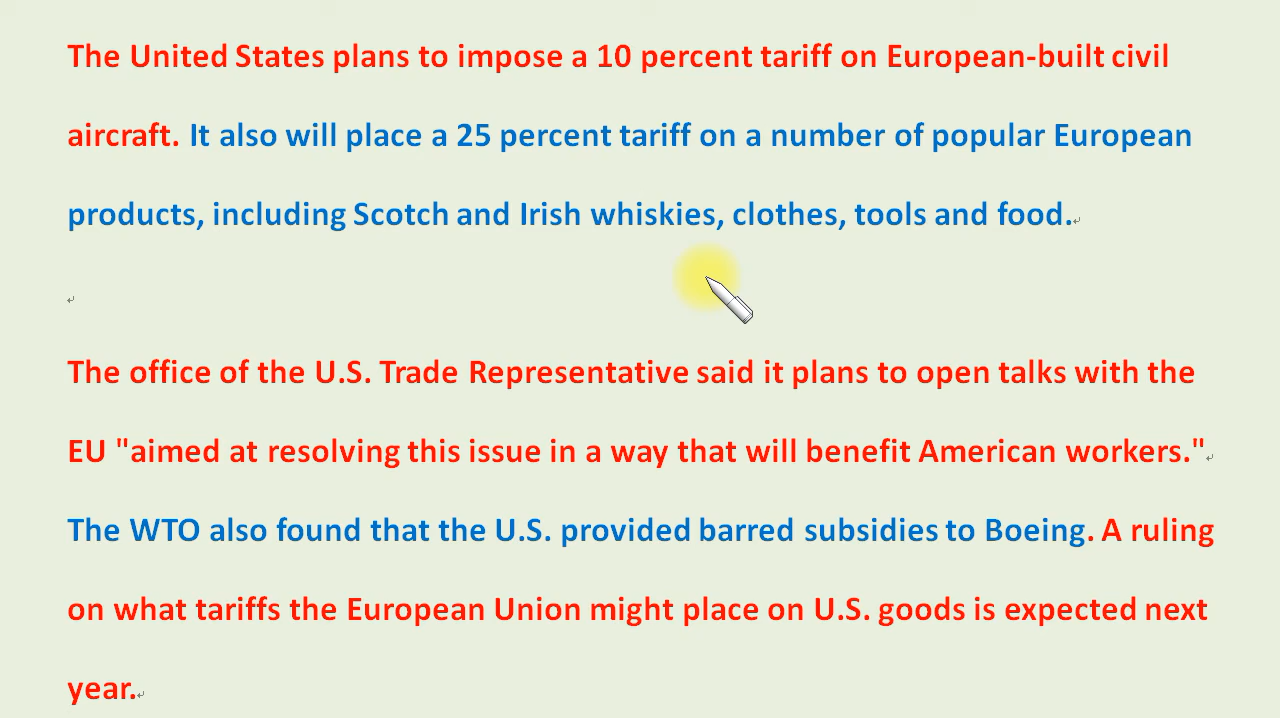 The United States plans to impose a 10 percent tariff on European-built civil
aircraft. It also will place a 25 percent tariff on a number of popular European
products, including Scotch and Irish whiskies, clothes, tools and food.
The office of the U.S. Trade Representative said it plans to open talks with the
EU "aimed at resolving this issue in a way that will benefit American workers."
The WTO also found that the U.S. provided barred subsidies to Boeing. A ruling
on what tariffs the European Union might place on U.S. goods is expected next
year.